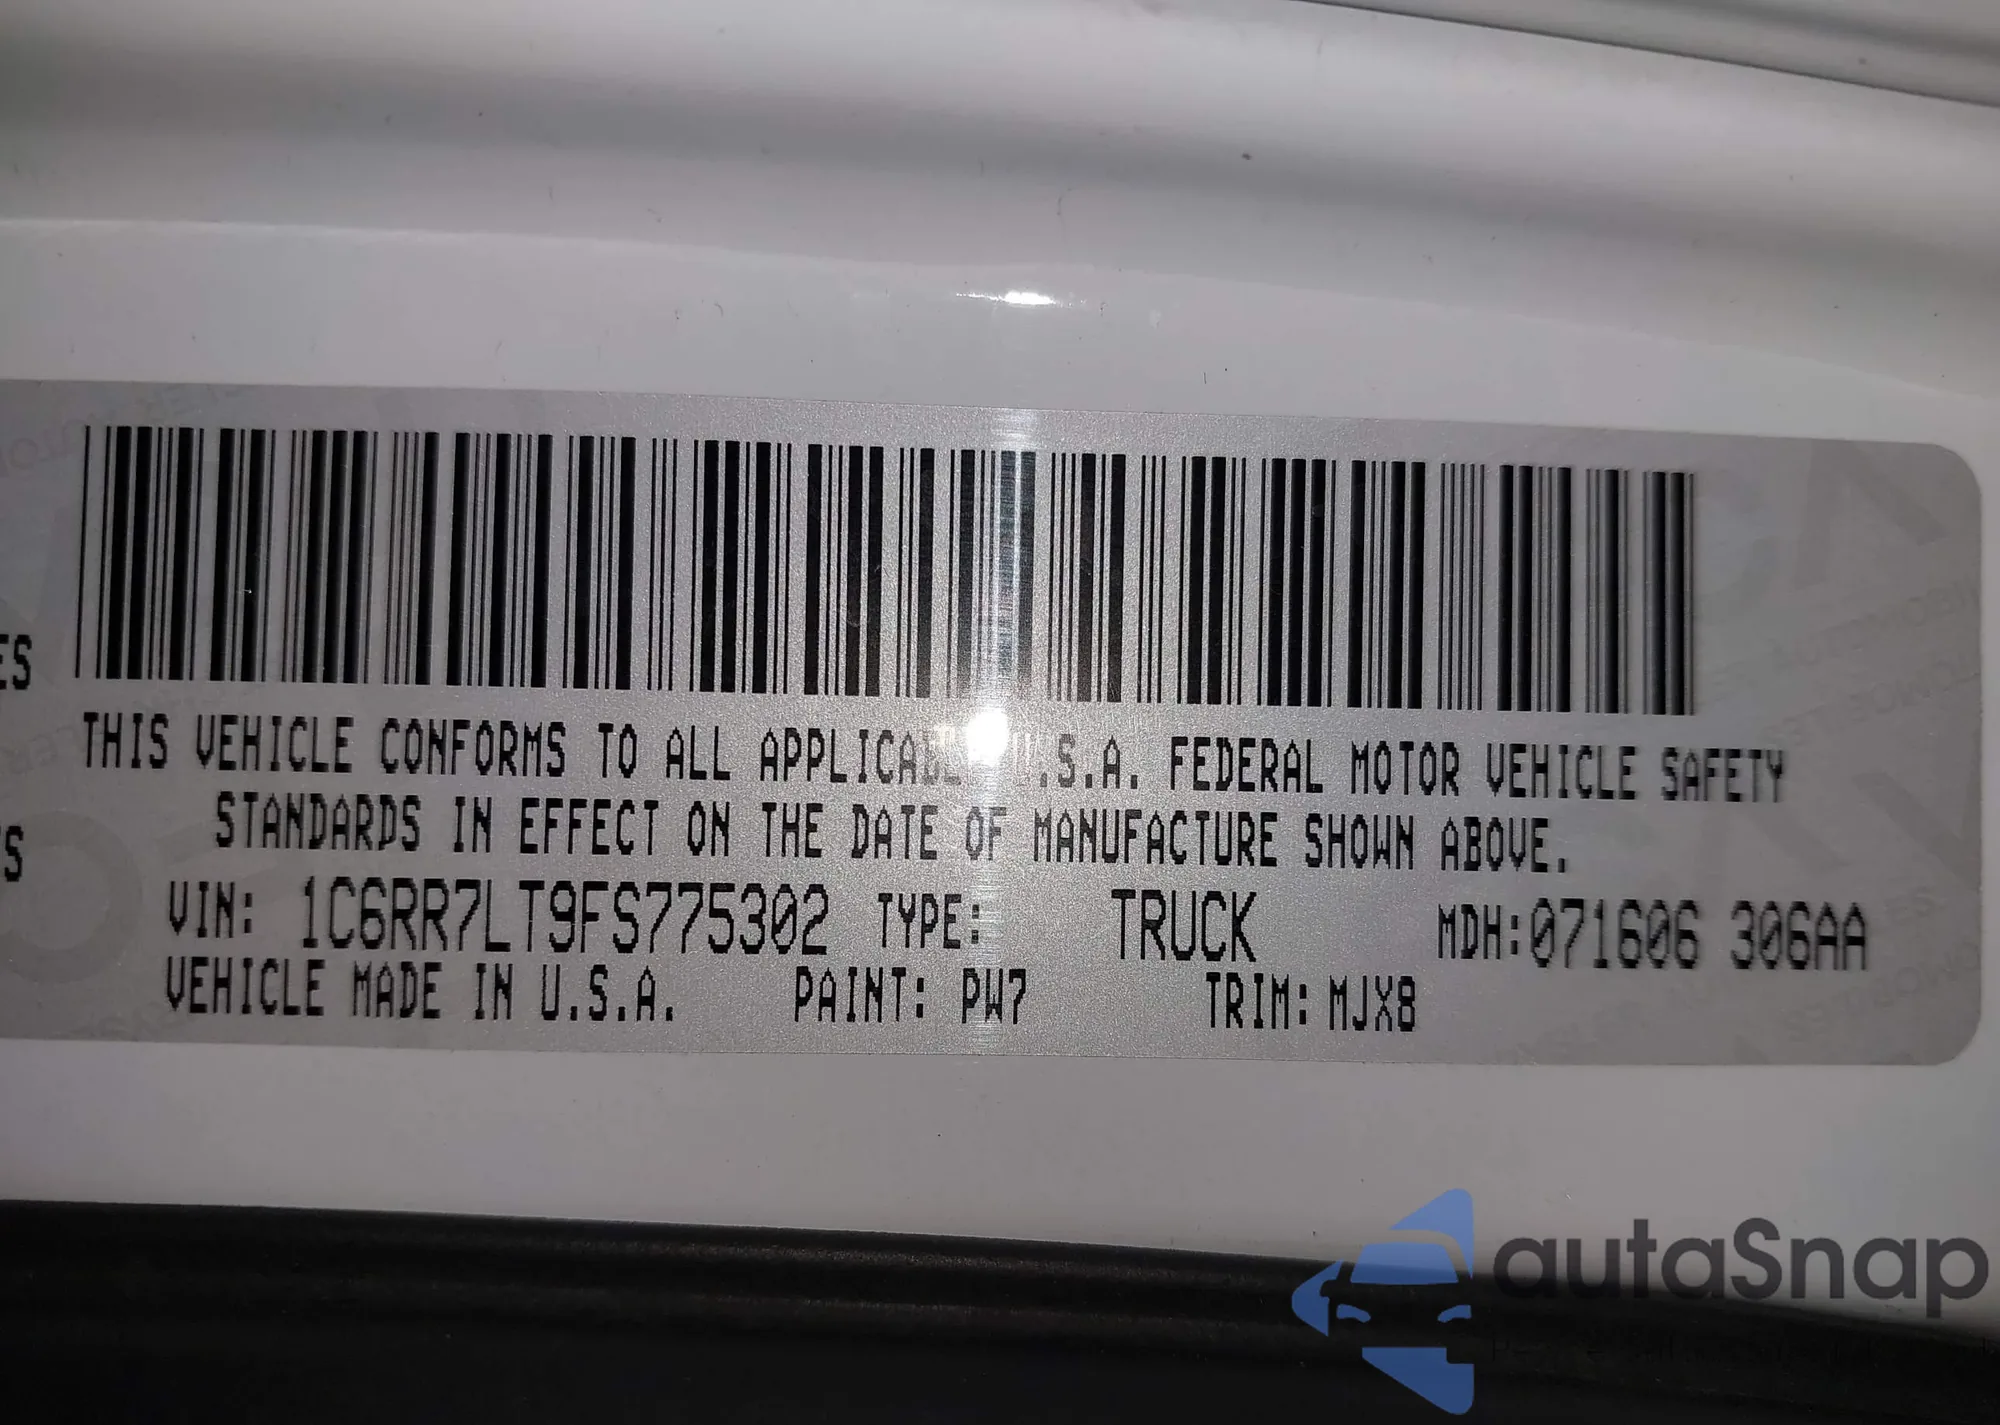 ES
THIS VEHICLE CONFORMS TO ALL APPLICABLE U.S.A. FEDERAL MOTOR VEHICLE SAFETY
STANDARDS IN EFFECT ON THE DATE OF MANUFACTURE SHOWN ABOVE.
S
VIN: 1C6RR7LT9FS775302 TYPE: TRUCK MDH:071606 306AA
VEHICLE MADE IN U.S.A. PAINT: PW7 TRIM: MJX8
autaSnap